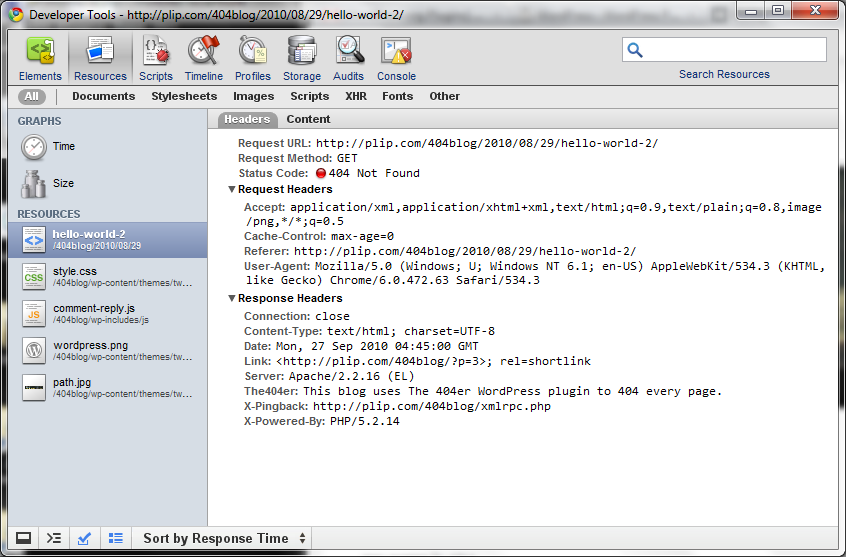 Developer Tools - http://plip.com/404blog/2010/08/29/hello-world-2/
Elements Resources Scripts Timeline Profiles Storage Audits Console
Search Resources
All Documents Stylesheets Images Scripts XHR Fonts Other
GRAPHS
Time
Size
RESOURCES
hello-world-2
/404blog/2010/08/29
style.css
/404blog/wp-content/themes/tw...
comment-reply.js
/404blog/wp-includes/js
wordpress.png
/404blog/wp-content/themes/tw...
path.jpg
/404blog/wp-content/themes/tw...
Headers Content
Request URL: http://plip.com/404blog/2010/08/29/hello-world-2/
Request Method: GET
Status Code: 404 Not Found
Request Headers
Accept: application/xml,application/xhtml+xml,text/html;q=0.9,text/plain;q=0.8,image
/png,*/*;q=0.5
Cache-Control: max-age=0
Referer: http://plip.com/404blog/2010/08/29/hello-world-2/
User-Agent: Mozilla/5.0 (Windows; U; Windows NT 6.1; en-US) AppleWebKit/534.3 (KHTML,
like Gecko) Chrome/6.0.472.63 Safari/534.3
Response Headers
Connection: close
Content-Type: text/html; charset=UTF-8
Date: Mon, 27 Sep 2010 04:45:00 GMT
Link: <http://plip.com/404blog/?p=3>; rel=shortlink
Server: Apache/2.2.16 (EL)
The404er: This blog uses The 404er WordPress plugin to 404 every page.
X-Pingback: http://plip.com/404blog/xmlrpc.php
X-Powered-By: PHP/5.2.14
Sort by Response Time